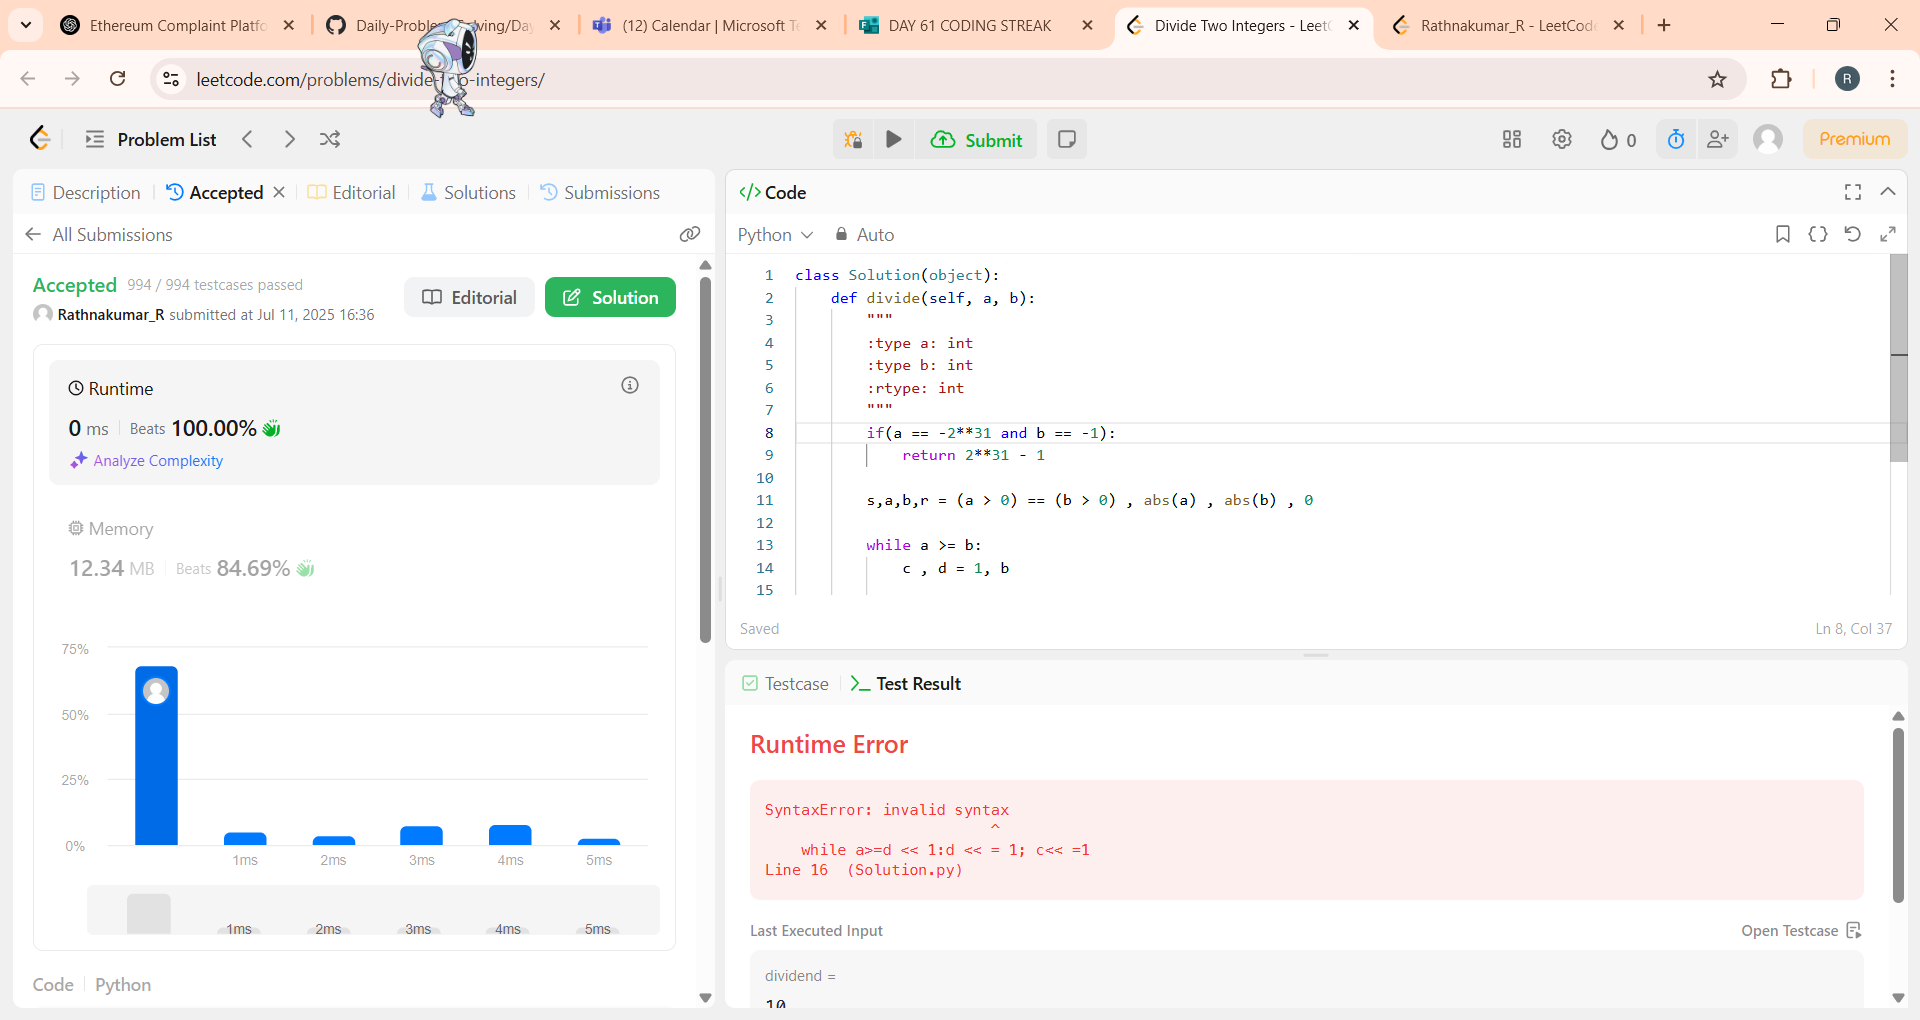 Ethereum Complaint Platfo
Daily-Proble
ving/Day
(12) Calendar | Microsoft Te
DAY 61 CODING STREAK
Divide Two Integers - LeetC
Rathnakumar_R - LeetCode
leetcode.com/problems/divide-
o-integers/
R
Problem List
Submit
0
Premium
Description
Accepted
Editorial
Solutions
Submissions
All Submissions
Accepted 994 / 994 testcases passed
Rathnakumar_R submitted at Jul 11, 2025 16:36
Editorial
Solution
Runtime
0 ms Beats 100.00%
Analyze Complexity
Memory
12.34 MB Beats 84.69%
75%
50%
25%
0%
1ms 2ms 3ms 4ms 5ms
1ms 2ms 3ms 4ms 5ms
Code Python
</> Code
Python Auto
1 class Solution(object):
2 def divide(self, a, b):
3 """
4 :type a: int
5 :type b: int
6 :rtype: int
7 """
8 if(a == -2**31 and b == -1):
9 return 2**31 - 1
10
11 s,a,b,r = (a > 0) == (b > 0) , abs(a) , abs(b) , 0
12
13 while a >= b:
14 c , d = 1, b
15
Saved
Ln 8, Col 37
Testcase
Test Result
Runtime Error
SyntaxError: invalid syntax
^
while a>=d << 1:d << = 1; c<< =1
Line 16 (Solution.py)
Last Executed Input
Open Testcase
dividend =
10